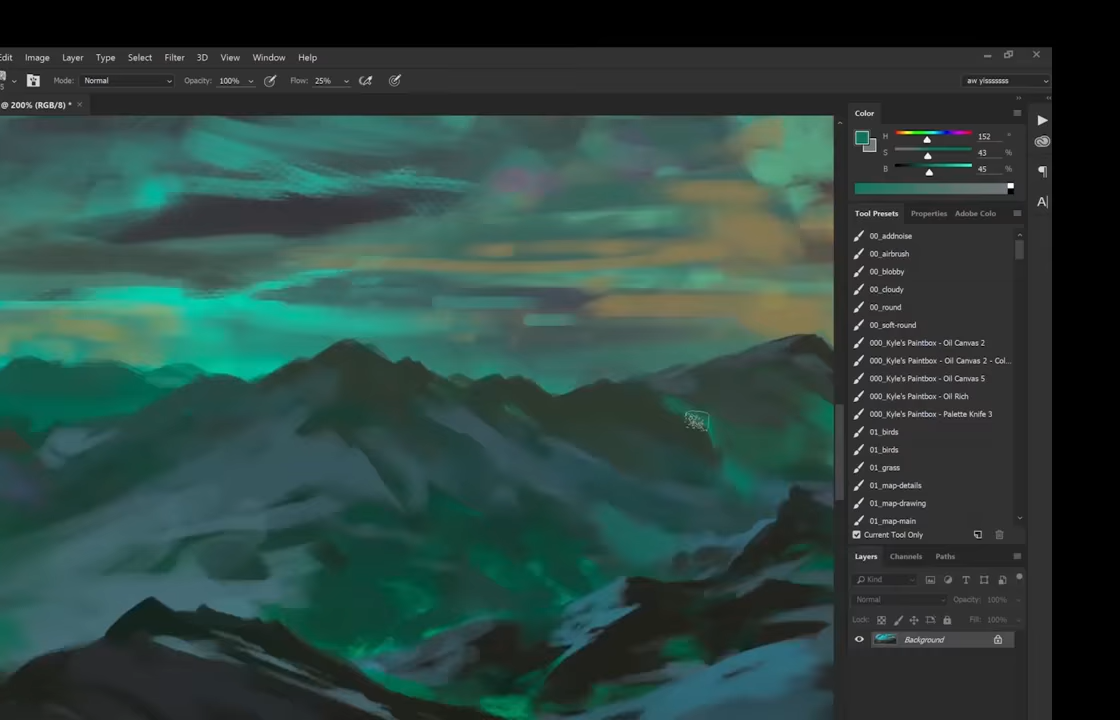 Edit Image Layer Type Select Filter 3D View Window Help
Mode: Normal Opacity: 100% Flow: 25% aw yisssssss
@ 200% (RGB/8) * ×
Color
H 152 °
S 43 %
B 45 %
Tool Presets Properties Adobe Colo
00_addnoise
00_airbrush
00_blobby
00_cloudy
00_round
00_soft-round
000_Kyle's Paintbox - Oil Canvas 2
000_Kyle's Paintbox - Oil Canvas 2 - Col...
000_Kyle's Paintbox - Oil Canvas 5
000_Kyle's Paintbox - Oil Rich
000_Kyle's Paintbox - Palette Knife 3
01_birds
01_birds
01_grass
01_map-details
01_map-drawing
01_map-main
Current Tool Only
Layers Channels Paths
Kind
Normal Opacity: 100%
Lock: Fill: 100%
Background